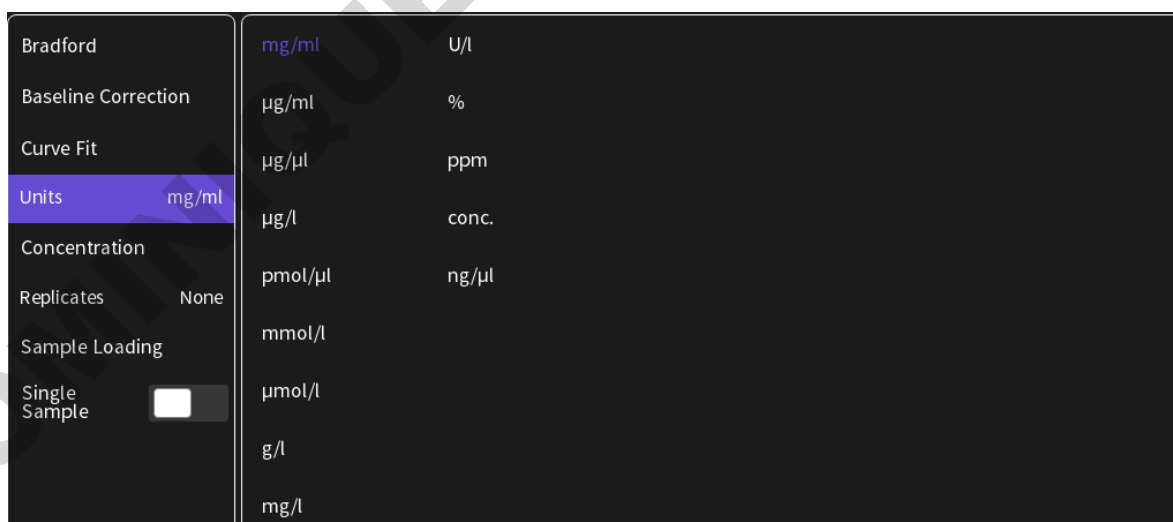 Bradford
Baseline Correction
Curve Fit
Units mg/ml
Concentration
Replicates None
Sample Loading
Single
Sample
mg/ml U/l
µg/ml %
µg/µl ppm
µg/l conc.
pmol/µl ng/µl
mmol/l
µmol/l
g/l
mg/l